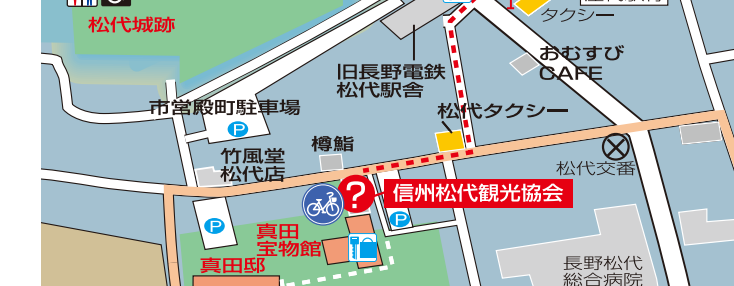 松代城跡
タクシー
おむすび
CAFE
旧長野電鉄
松代駅舎
市営殿町駐車場
P
松代タクシー
樽鮨
竹風堂
松代店
松代交番
?
信州松代観光協会
P
P
真田
宝物館
真田邸
長野松代
総合病院